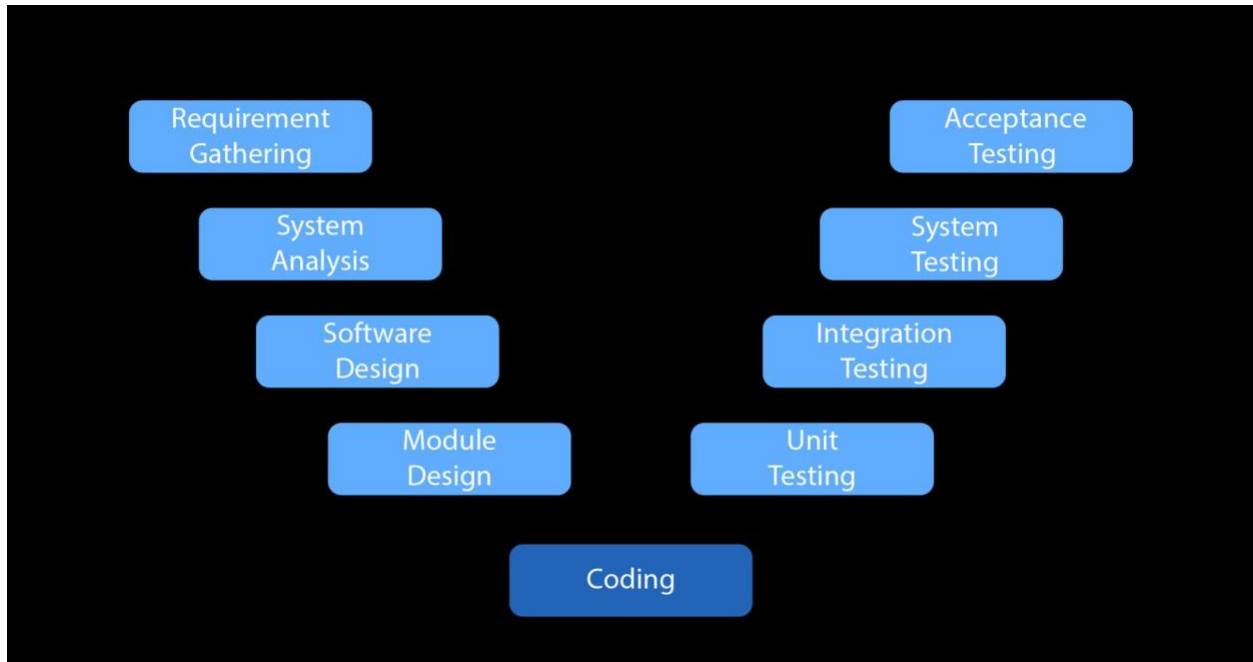 Requirement
Gathering
Acceptance
Testing
System
Analysis
System
Testing
Software
Design
Integration
Testing
Module
Design
Unit
Testing
Coding